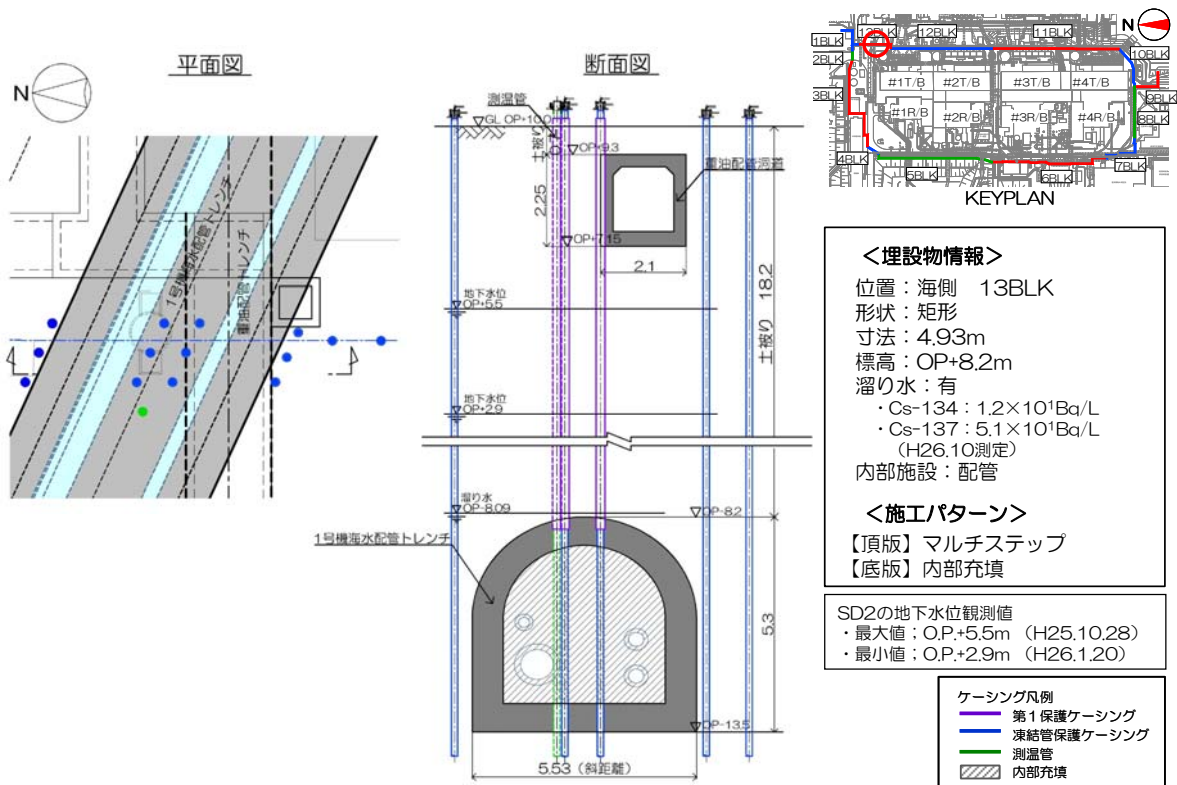 平面図
N
1号機海水配管トレンチ
重油配管トレンチ
断面図
測温管
GL OP+10.0
土被り
0.7
OP+9.3
重油配管洞道
2.25
OP+7.15
2.1
土被り 18.2
地下水位
OP+5.5
地下水位
OP+2.9
溜り水
OP-8.09
OP-8.2
1号機海水配管トレンチ
5.3
OP-13.5
5.53 (斜距離)
N
1BLK
2BLK
3BLK
4BLK
5BLK
6BLK
7BLK
8BLK
9BLK
10BLK
11BLK
12BLK
13BLK
#1T/B
#2T/B
#3T/B
#4T/B
#1R/B
#2R/B
#3R/B
#4R/B
KEYPLAN
<埋設物情報>
位置:海側 13BLK
形状:矩形
寸法:4.93m
標高:OP+8.2m
溜り水:有
・Cs-134:1.2×10¹Bq/L
・Cs-137:5.1×10¹Bq/L
(H26.10測定)
内部施設:配管
<施工パターン>
【頂版】マルチステップ
【底版】内部充填
SD2の地下水位観測値
・最大値;O.P.+5.5m (H25.10.28)
・最小値;O.P.+2.9m (H26.1.20)
ケーシング凡例
第1保護ケーシング
凍結管保護ケーシング
測温管
内部充填